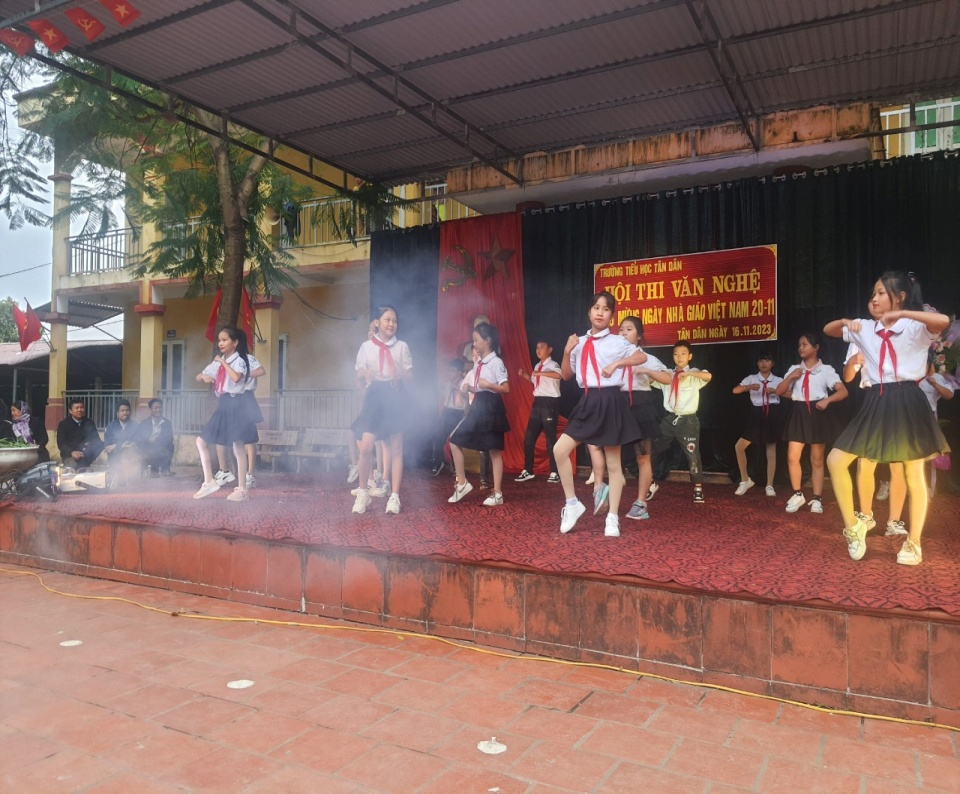 TRƯỜNG TIỂU HỌC TÂN DÂN
HỘI THI VĂN NGHỆ
MỪNG NGÀY NHÀ GIÁO VIỆT NAM 20-11
TÂN DÂN NGÀY 16.11.2023